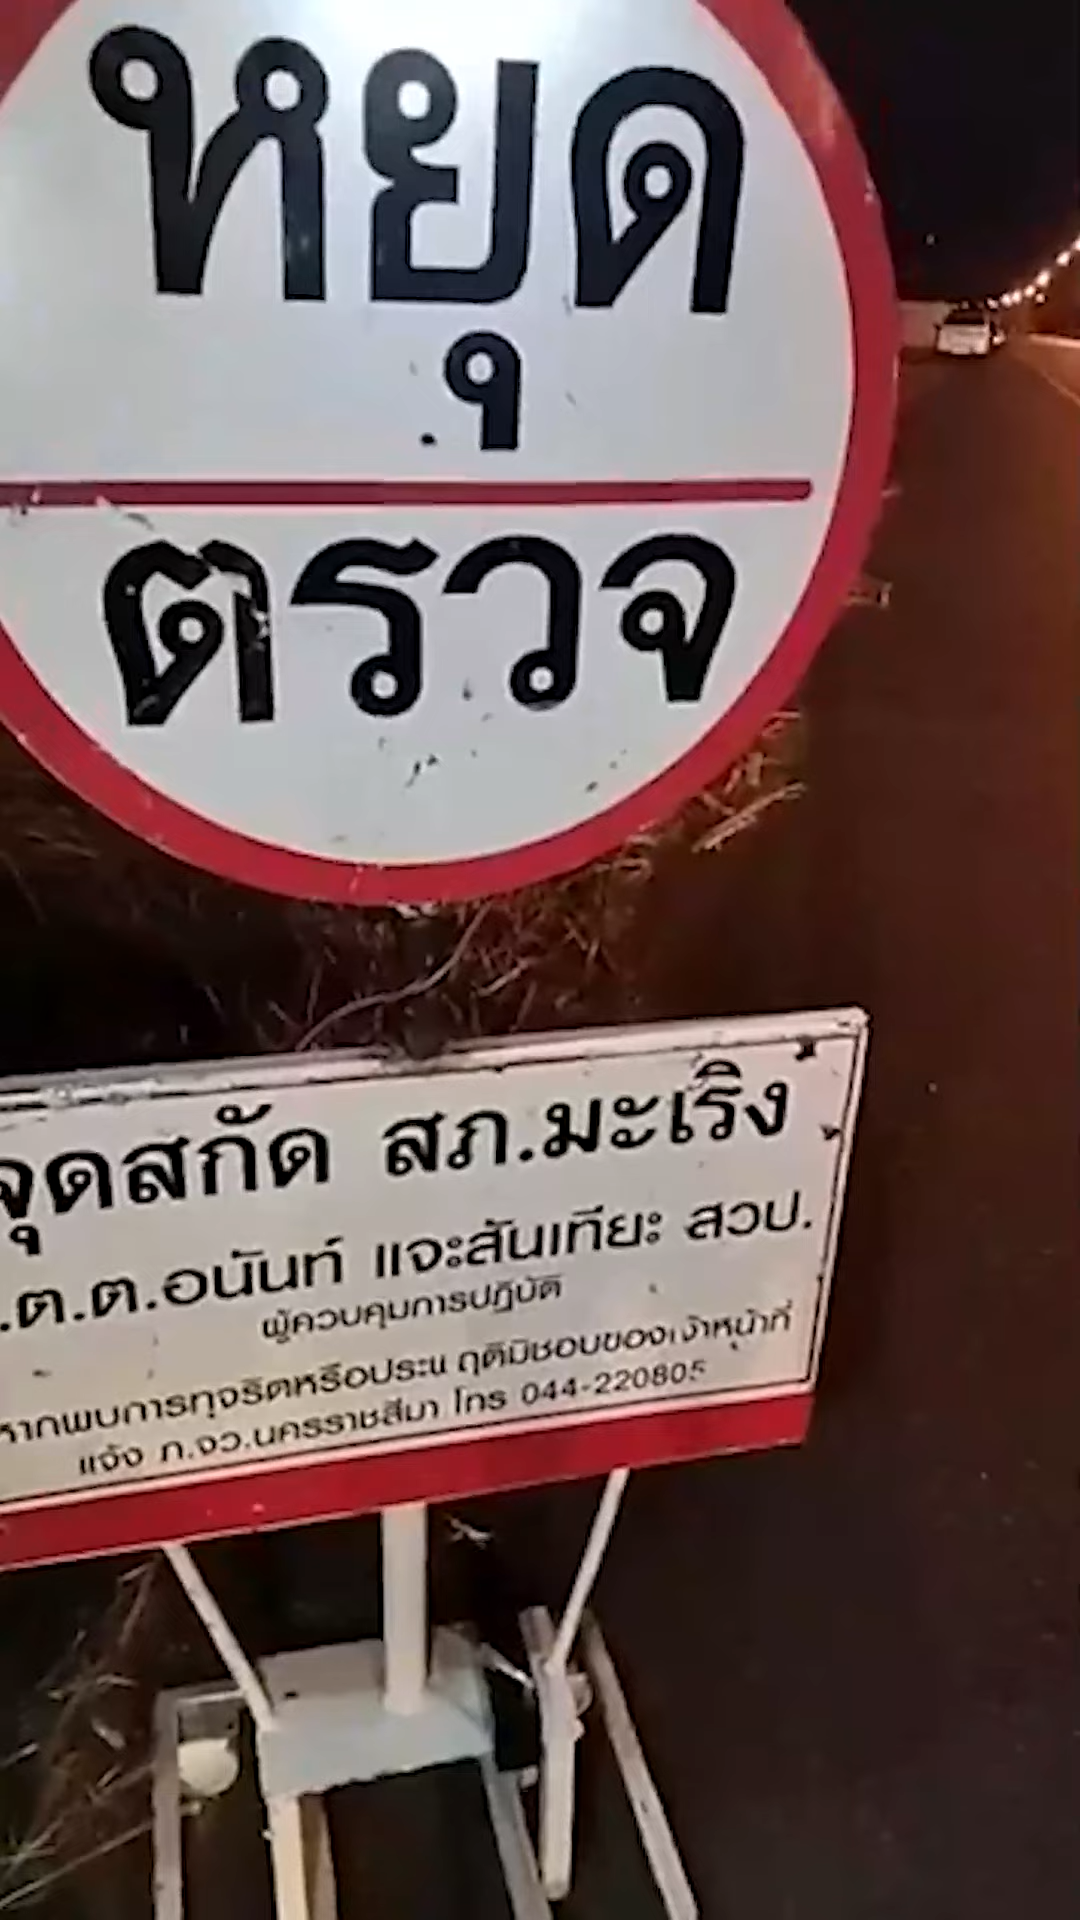 หยุด
ตรวจ
จุดสกัด สภ.มะเริง
.ต.ต.อนันท์ แจะสันเทียะ สวป.
ผู้ควบคุมการปฏิบัติ
หากพบการทุจริตหรือประพฤติมิชอบของเจ้าหน้าที่
แจ้ง ภ.จว.นครราชสีมา โทร 044-220805